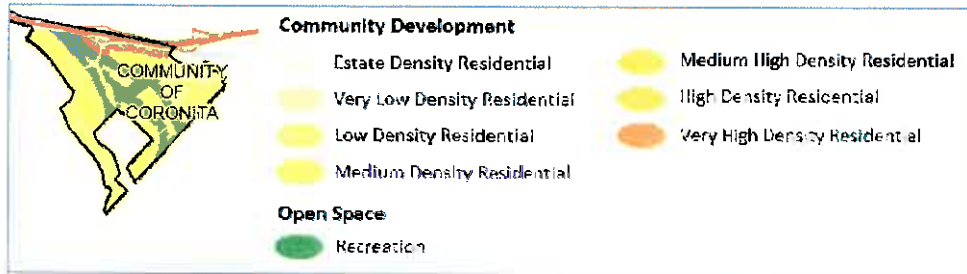 COMMUNITY
OF
CORONITA
Community Development
Estate Density Residential
Very Low Density Residential
Low Density Residential
Medium Density Residential
Medium High Density Residential
High Density Residential
Very High Density Residential
Open Space
Recreation